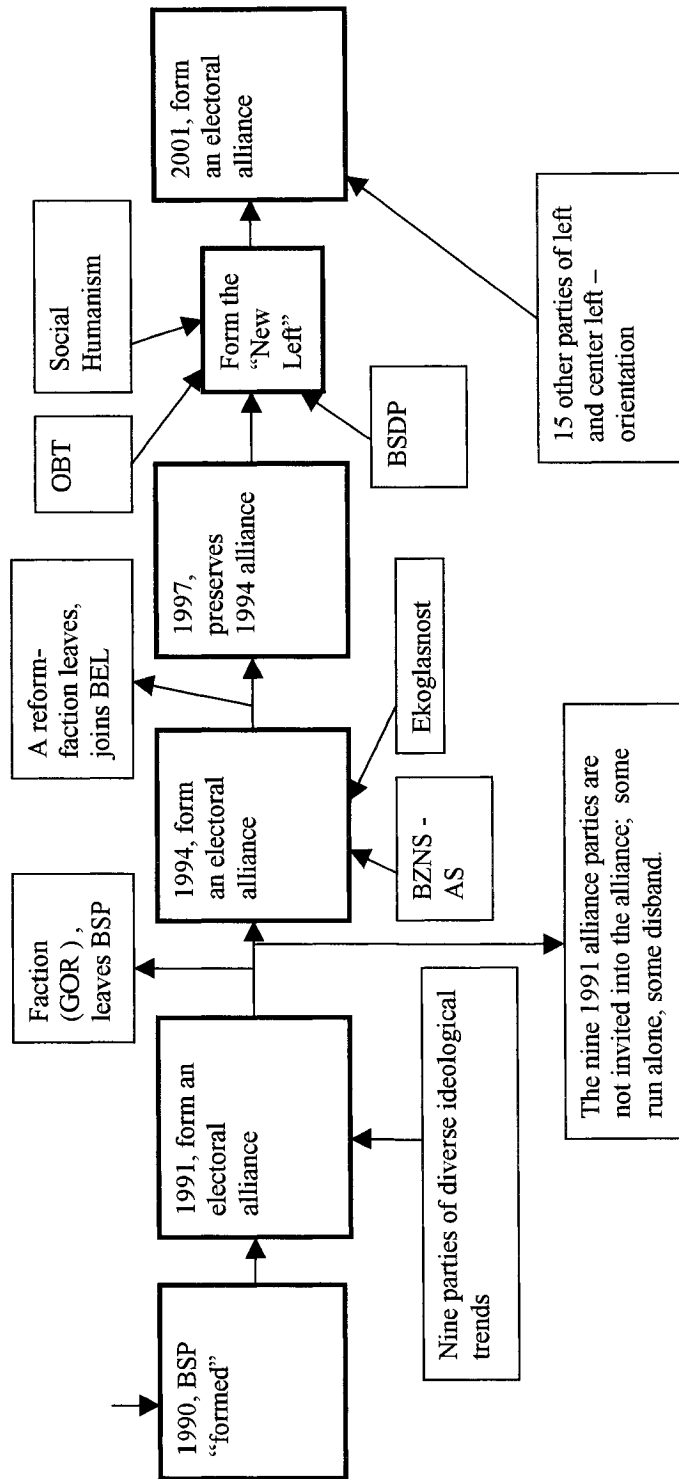 1990, BSP
“formed”
1991, form an
electoral
alliance
Nine parties of diverse ideological
trends
Faction
(GOR ) ,
leaves BSP
The nine 1991 alliance parties are
not invited into the alliance; some
run alone, some disband.
1994, form
an electoral
alliance
BZNS -
AS
Ekoglasnost
A reform-
faction leaves,
joins BEL
1997,
preserves
1994 alliance
OBT
Social
Humanism
Form the
“New
Left”
BSDP
2001, form
an electoral
alliance
15 other parties of left
and center left –
orientation